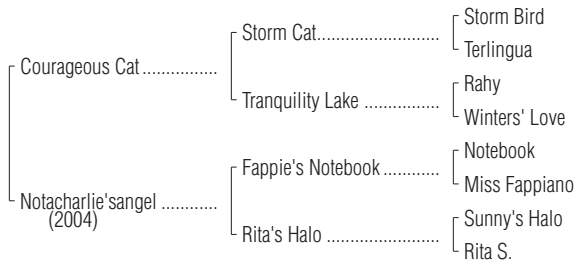 Storm Bird
Storm Cat..........................
Terlingua
Courageous Cat................
Rahy
Tranquility Lake ................
Winters' Love
Notebook
Fappie's Notebook ............
Miss Fappiano
Notacharlie'sangel ............
(2004)
Sunny's Halo
Rita's Halo ........................
Rita S.